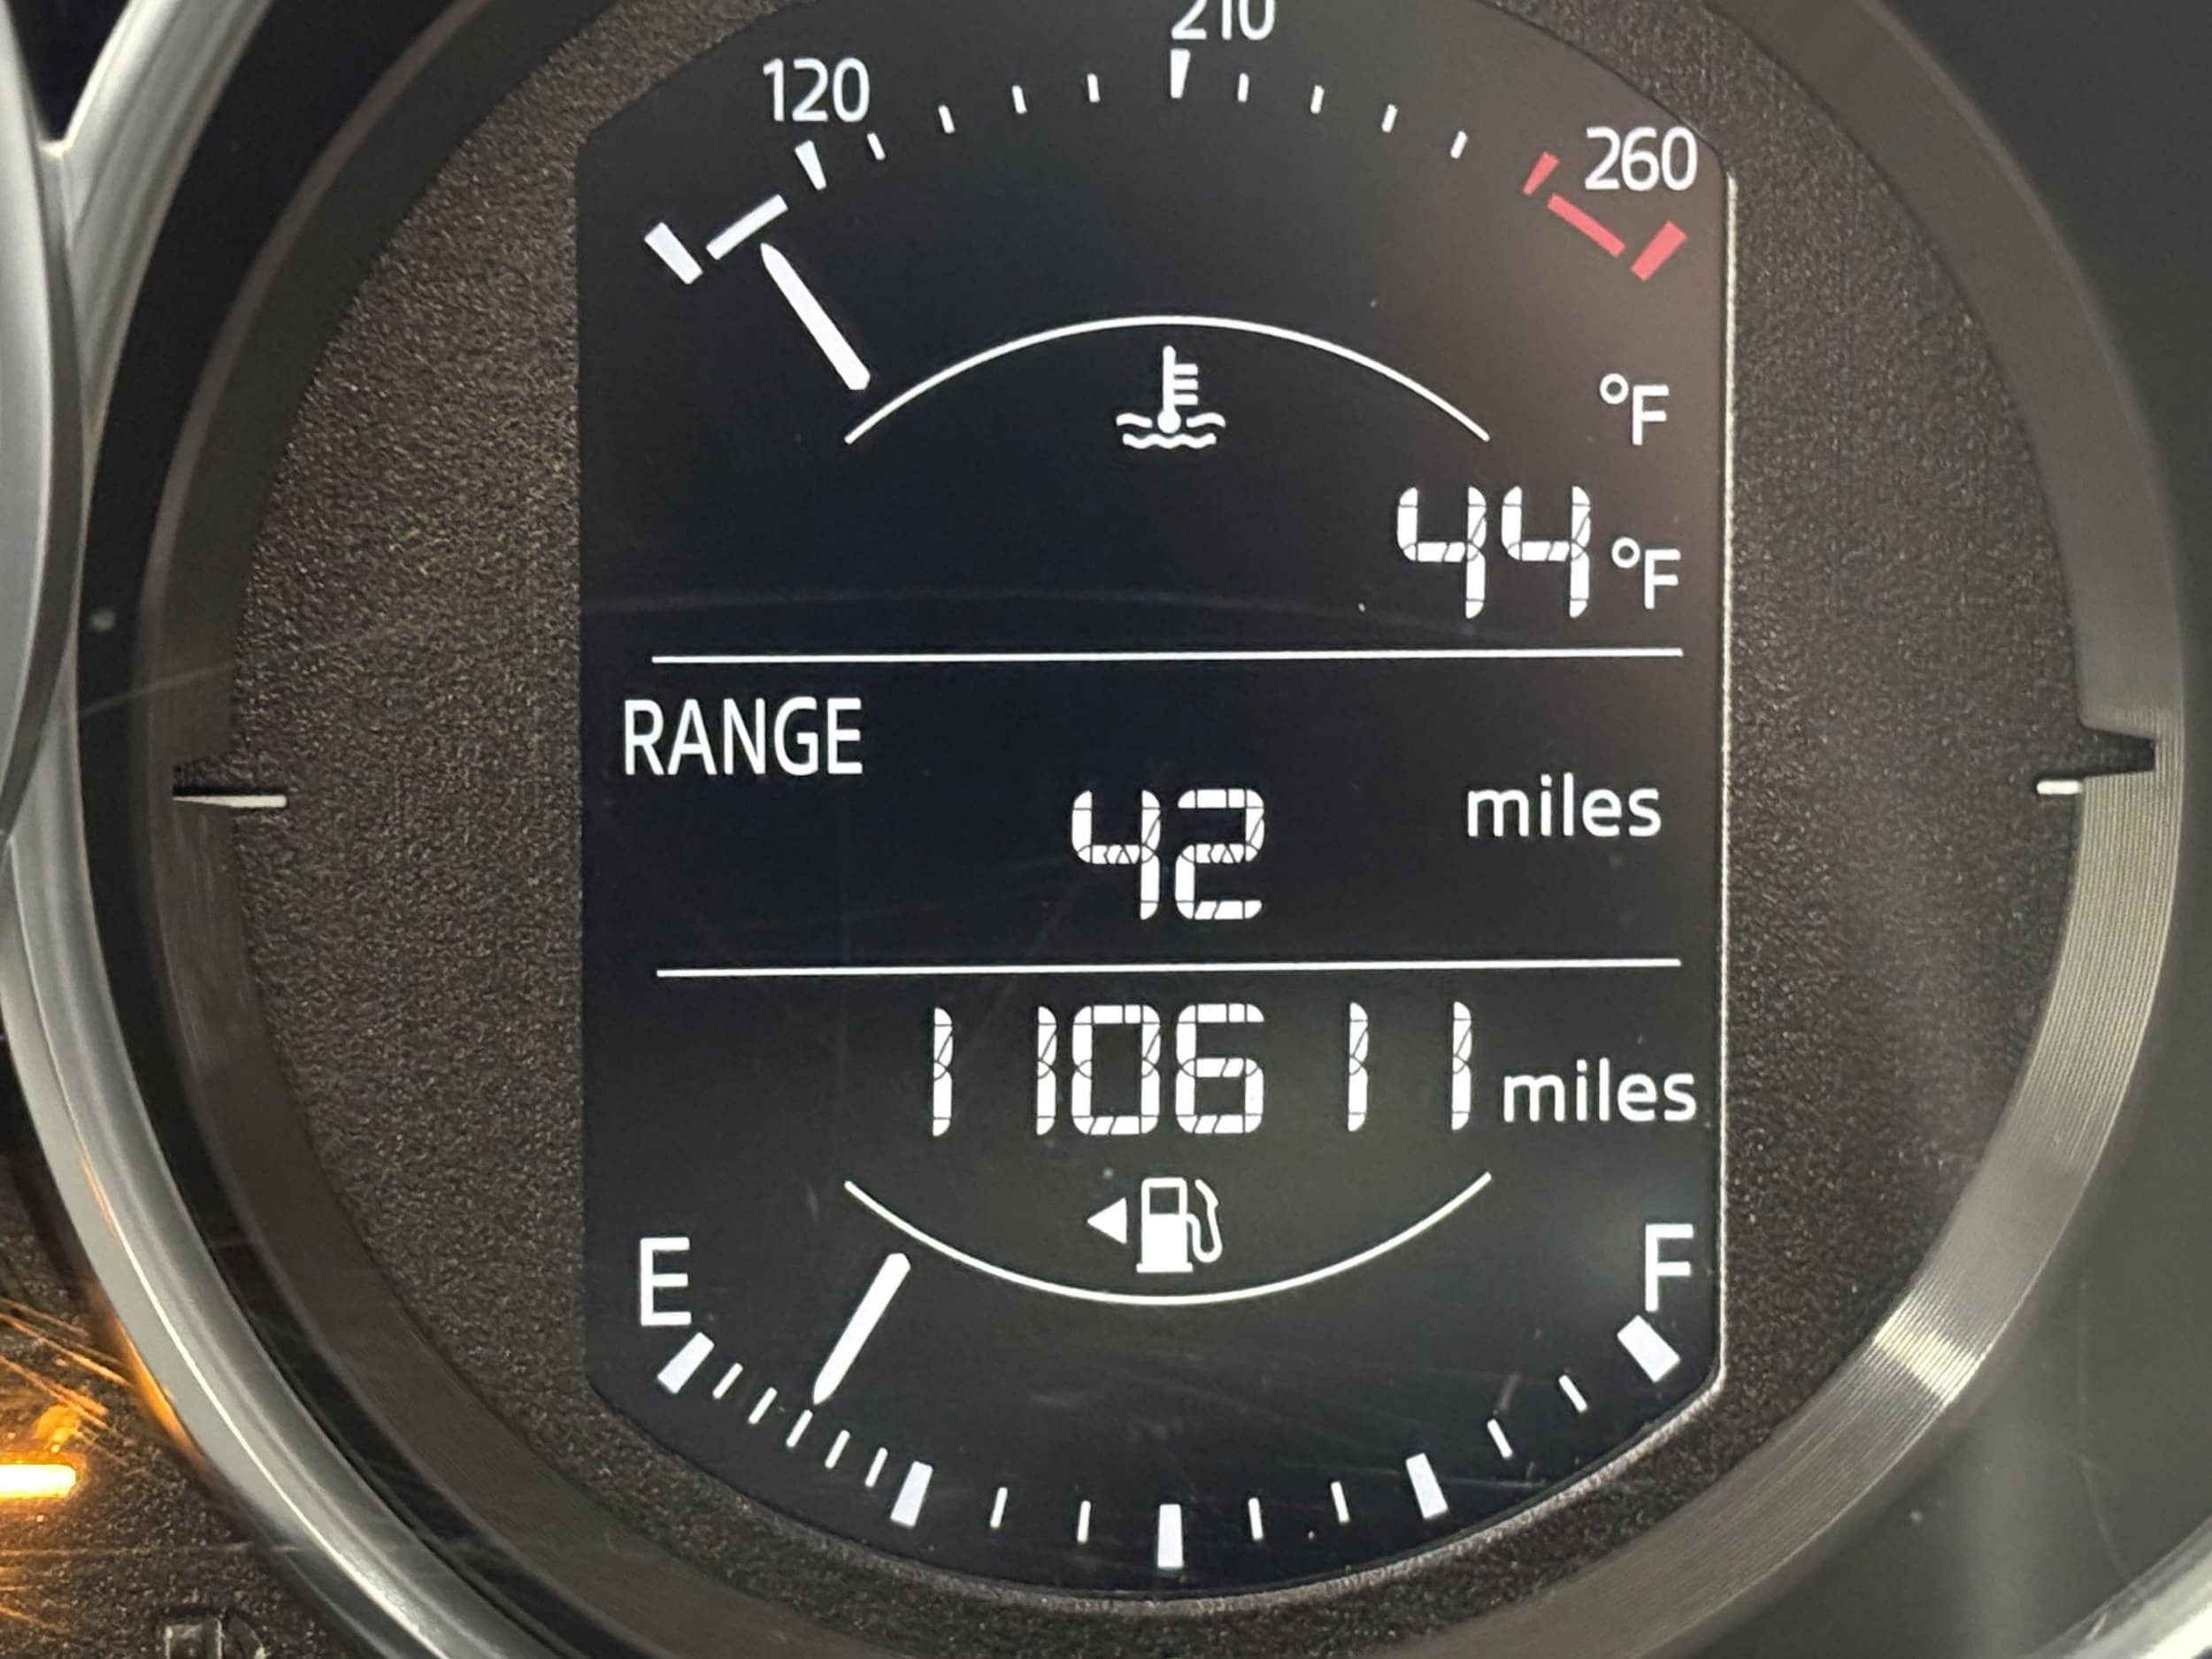 210
120
260
°F
44 °F
RANGE
42 miles
110611 miles
E F